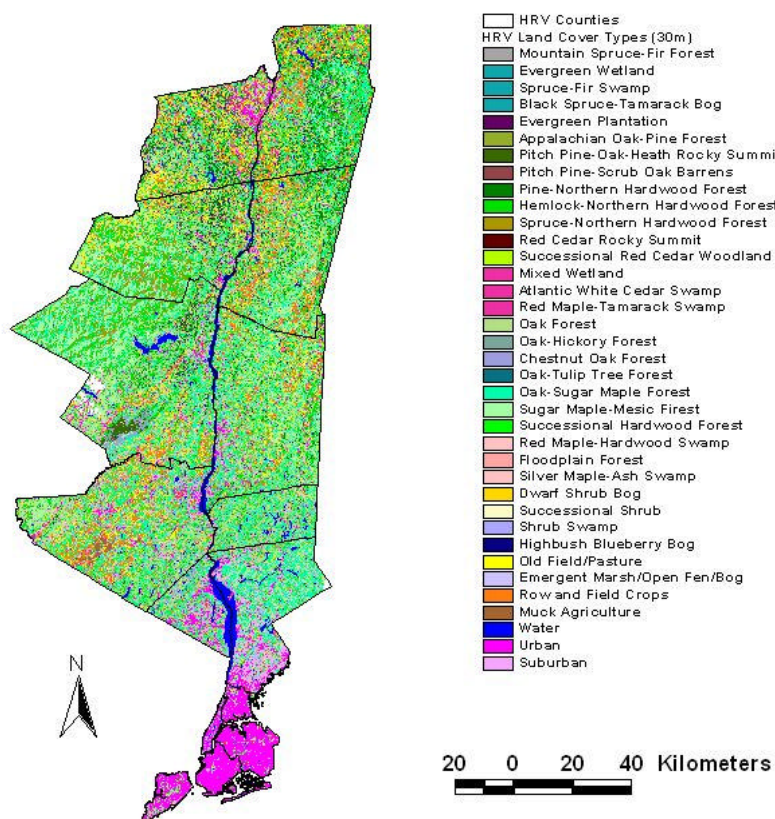 HRV Counties
HRV Land Cover Types (30m)
Mountain Spruce-Fir Forest
Evergreen Wetland
Spruce-Fir Swamp
Black Spruce-Tamarack Bog
Evergreen Plantation
Appalachian Oak-Pine Forest
Pitch Pine-Oak-Heath Rocky Summi
Pitch Pine-Scrub Oak Barrens
Pine-Northern Hardwood Forest
Hemlock-Northern Hardwood Forest
Spruce-Northern Hardwood Forest
Red Cedar Rocky Summit
Successional Red Cedar Woodland
Mixed Wetland
Atlantic White Cedar Swamp
Red Maple-Tamarack Swamp
Oak Forest
Oak-Hickory Forest
Chestnut Oak Forest
Oak-Tulip Tree Forest
Oak-Sugar Maple Forest
Sugar Maple-Mesic Firest
Successional Hardwood Forest
Red Maple-Hardwood Swamp
Floodplain Forest
Silver Maple-Ash Swamp
Dwarf Shrub Bog
Successional Shrub
Shrub Swamp
Highbush Blueberry Bog
Old Field/Pasture
Emergent Marsh/Open Fen/Bog
Row and Field Crops
Muck Agriculture
Water
Urban
Suburban
N
20 0 20 40 Kilometers